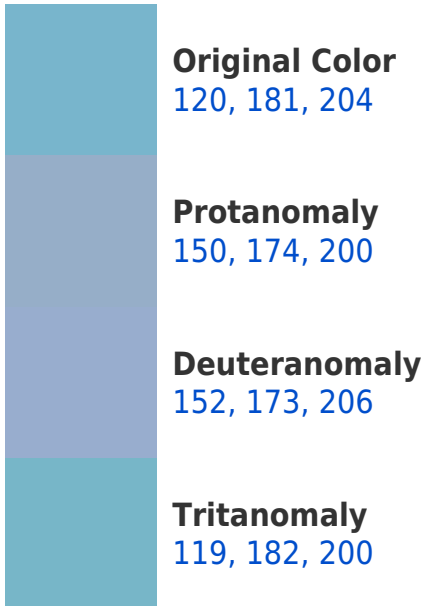 Original Color
120, 181, 204
Protanomaly
150, 174, 200
Deuteranomaly
152, 173, 206
Tritanomaly
119, 182, 200